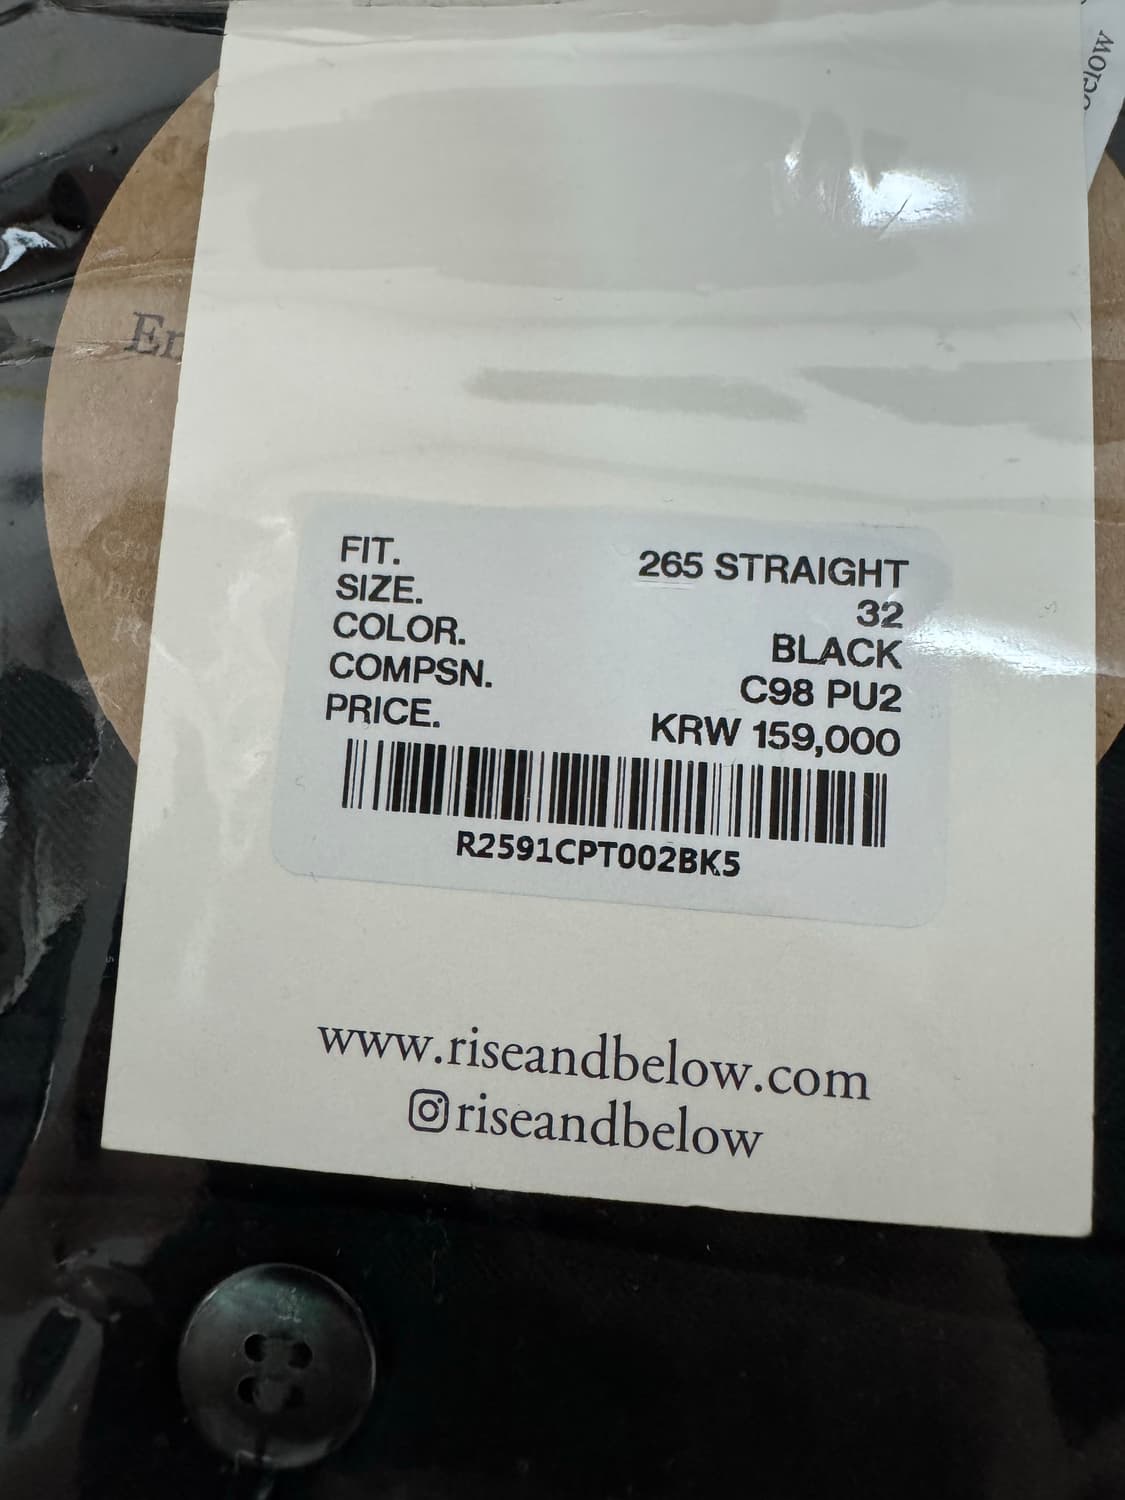 FIT. 265 STRAIGHT
SIZE. 32
COLOR. BLACK
COMPSN. C98 PU2
PRICE. KRW 159,000
R2591CPT002BK5
www.riseandbelow.com
riseandbelow